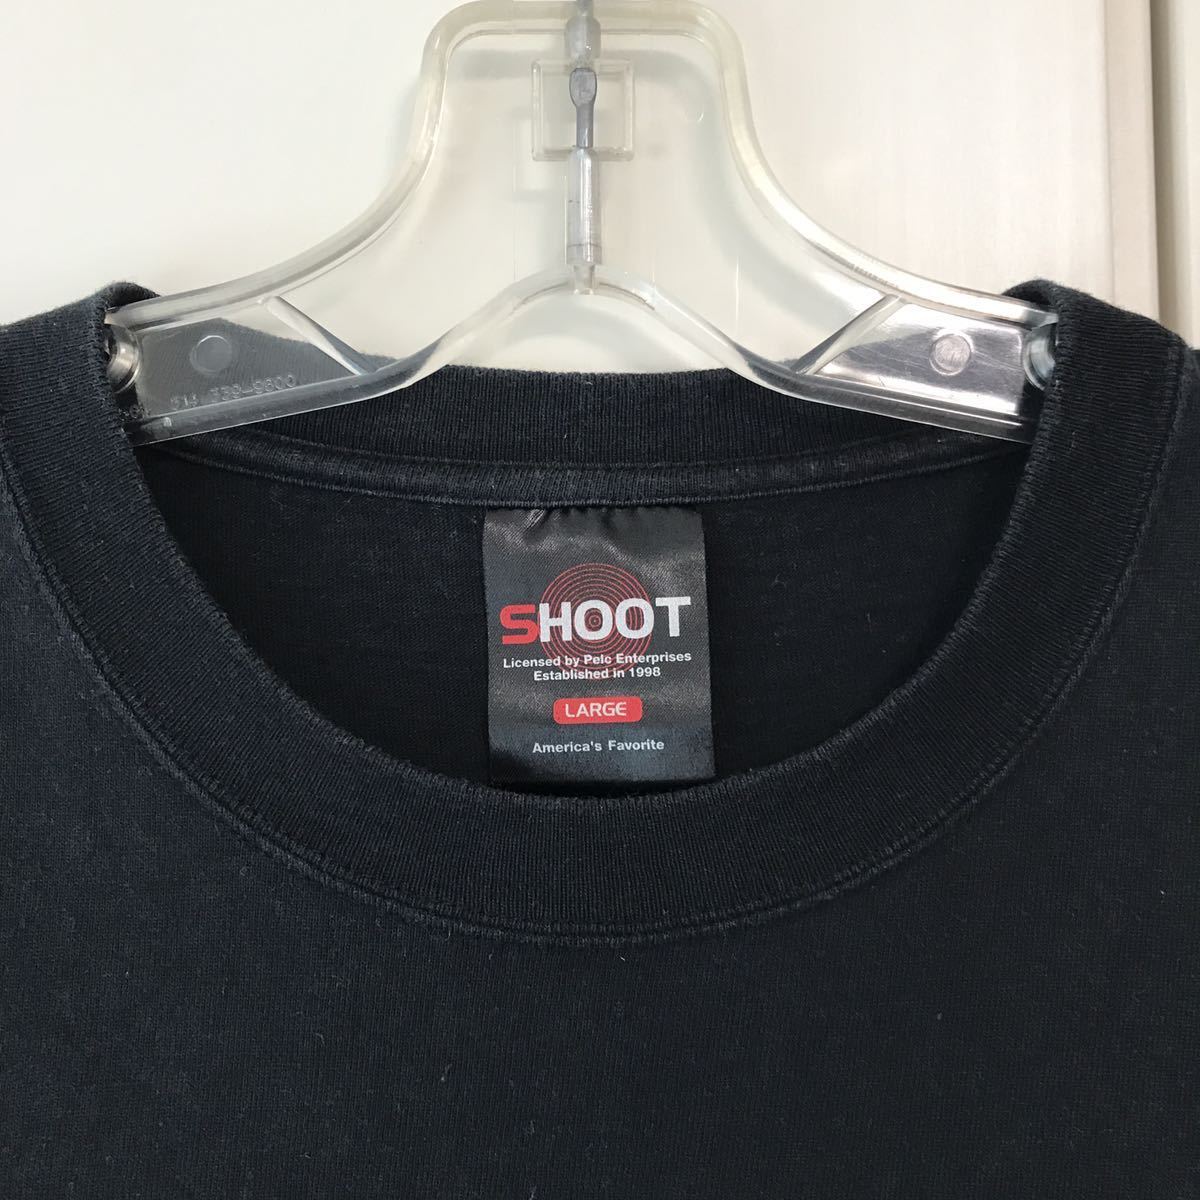 SHOOT
Licensed by Pelc Enterprises
Established in 1998
LARGE
America's Favorite